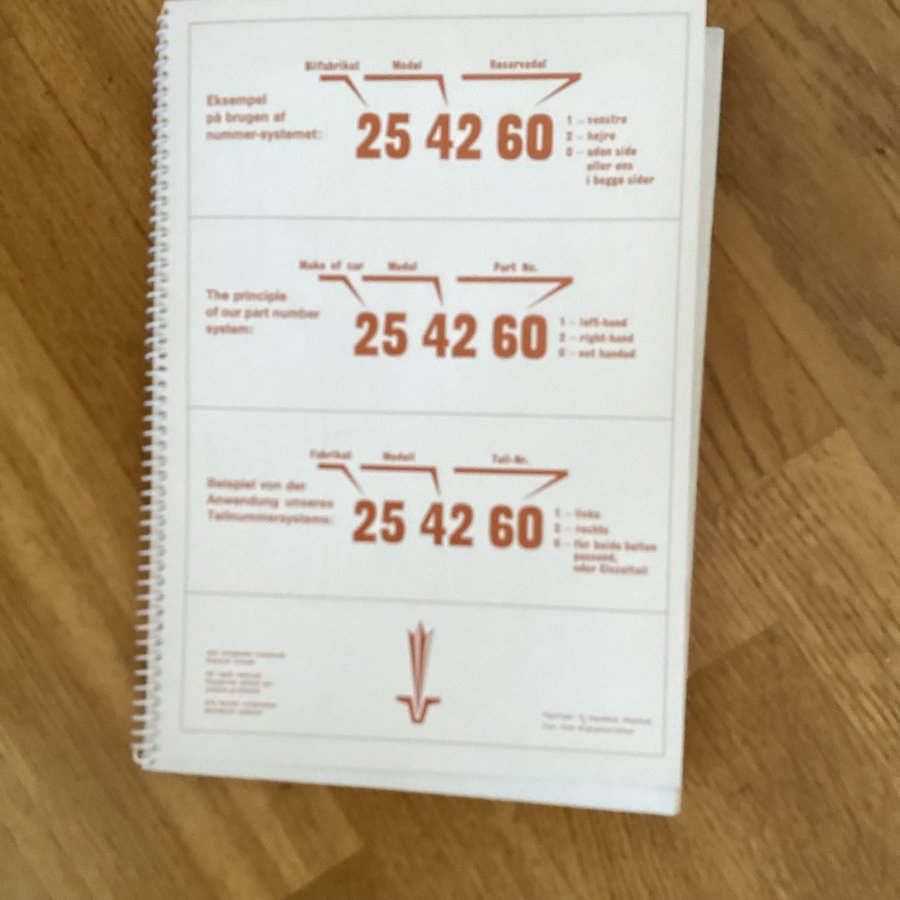 Bilfabrikat Model Reservedel
Eksempel
på brugen af
nummer-systemet:
25 42 60
1 – venstre
2 – højre
0 – uden side
eller ens
i begge sider
Make of car Model Part No.
The principle
of our part number
system:
25 42 60
1 – left-hand
2 – right-hand
0 – not handed
Fabrikat Modell Teil-Nr.
Beispiel von der
Anwendung unseres
Teilnummersystems:
25 42 60
1 – links
2 – rechts
0 – für beide Seiten
passend,
oder Einzelteil